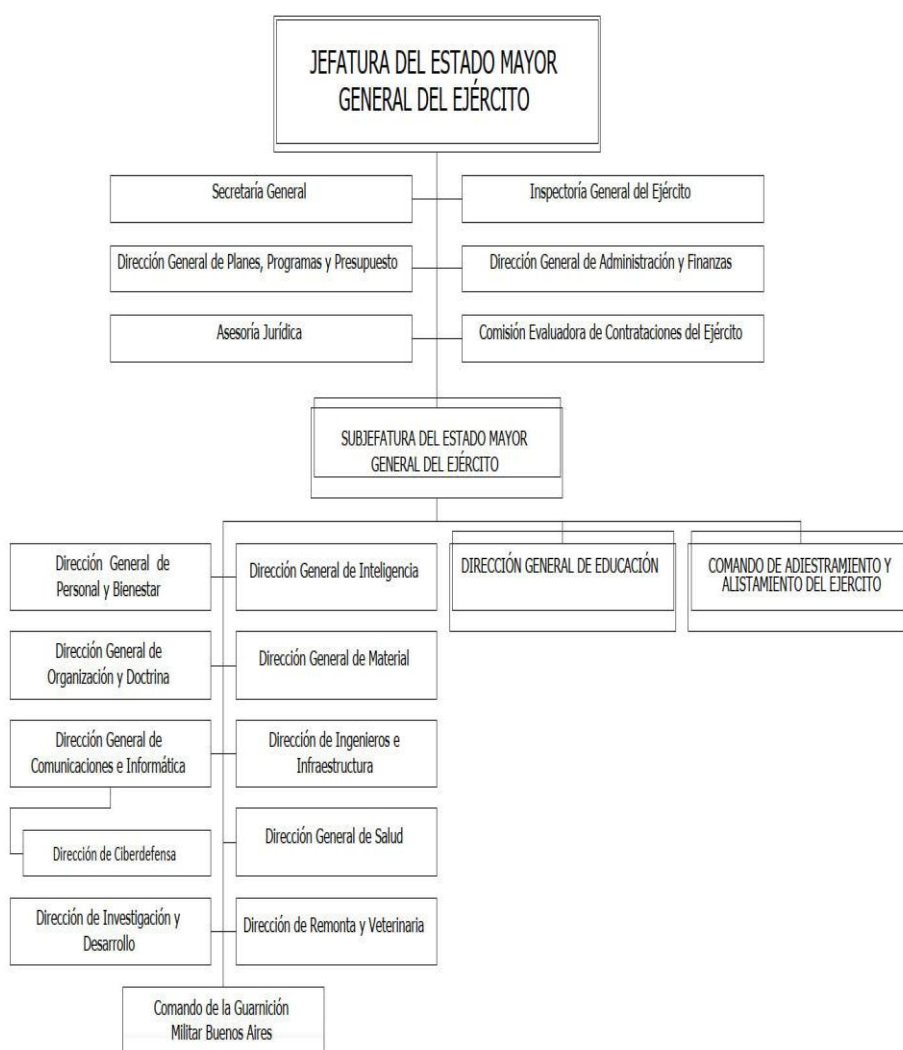 JEFATURA DEL ESTADO MAYOR
GENERAL DEL EJÉRCITO
Secretaría General
Inspectoría General del Ejército
Dirección General de Planes, Programas y Presupuesto
Dirección General de Administración y Finanzas
Asesoría Jurídica
Comisión Evaluadora de Contrataciones del Ejército
SUBJEFATURA DEL ESTADO MAYOR
GENERAL DEL EJÉRCITO
Dirección General de
Personal y Bienestar
Dirección General de Inteligencia
DIRECCIÓN GENERAL DE EDUCACIÓN
COMANDO DE ADIESTRAMIENTO Y
ALISTAMIENTO DEL EJÉRCITO
Dirección General de
Organización y Doctrina
Dirección General de Material
Dirección General de
Comunicaciones e Informática
Dirección de Ingenieros e
Infraestructura
Dirección de Ciberdefensa
Dirección General de Salud
Dirección de Investigación y
Desarrollo
Dirección de Remonta y Veterinaria
Comando de la Guarnición
Militar Buenos Aires